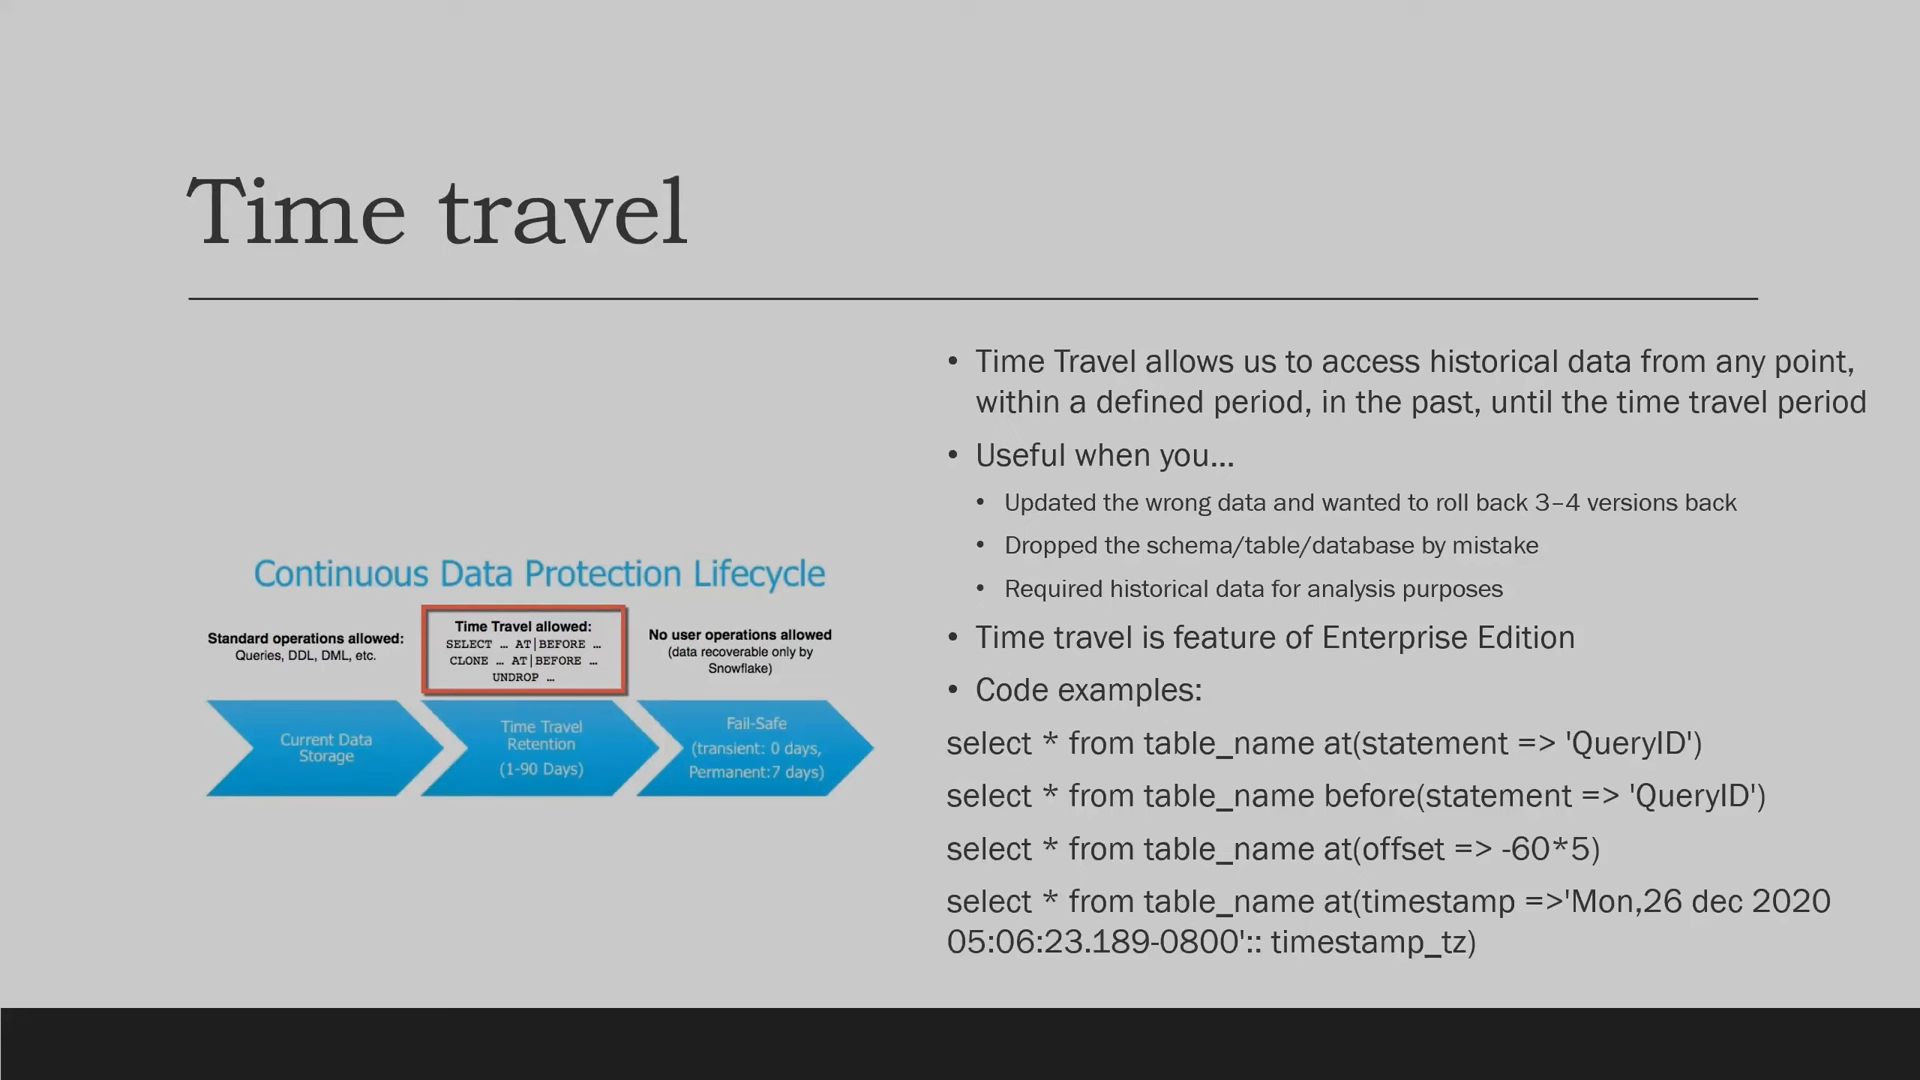 Time travel
Continuous Data Protection Lifecycle
Standard operations allowed:
Queries, DDL, DML, etc.
Time Travel allowed:
SELECT … AT|BEFORE …
CLONE … AT|BEFORE …
UNDROP …
No user operations allowed
(data recoverable only by
Snowflake)
Current Data
Storage
Time Travel
Retention
(1-90 Days)
Fail-Safe
(transient: 0 days,
Permanent:7 days)
• Time Travel allows us to access historical data from any point,
within a defined period, in the past, until the time travel period
• Useful when you…
• Updated the wrong data and wanted to roll back 3–4 versions back
• Dropped the schema/table/database by mistake
• Required historical data for analysis purposes
• Time travel is feature of Enterprise Edition
• Code examples:
select * from table_name at(statement => 'QueryID')
select * from table_name before(statement => 'QueryID')
select * from table_name at(offset => -60*5)
select * from table_name at(timestamp =>'Mon,26 dec 2020
05:06:23.189-0800':: timestamp_tz)